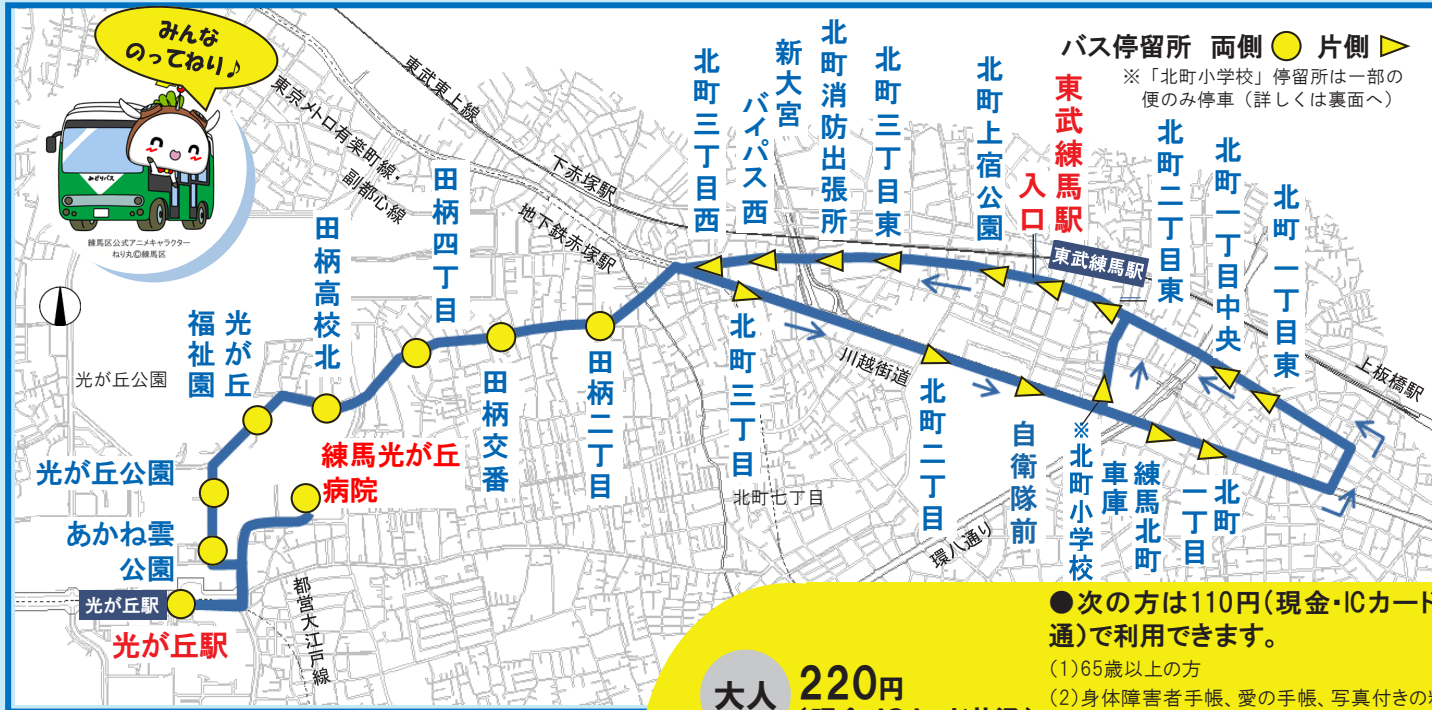 みんな
のってねり♪
みどりバス
練馬区公式アニメキャラクター
ねり丸©練馬区
バス停留所 両側 片側
※「北町小学校」停留所は一部の
便のみ停車（詳しくは裏面へ）
東武東上線
東京メトロ有楽町線・
副都心線
下赤塚駅
地下鉄赤塚駅
北町三丁目西
新大宮
バイパス西
北町消防出張所
北町三丁目東
北町上宿公園
東武練馬駅
入口
東武練馬駅
北町二丁目東
北町一丁目中央
北町一丁目東
上板橋駅
田柄四丁目
田柄高校北
光が丘
福祉園
光が丘公園
光が丘公園
あかね雲
公園
光が丘駅
光が丘駅
練馬光が丘
病院
都営大江戸線
田柄交番
田柄二丁目
北町三丁目
北町七丁目
川越街道
北町二丁目
環八通り
自衛隊前
※北町小学校
練馬北町
車庫
北町
一丁目
大人
220円
●次の方は110円(現金・ICカード
通)で利用できます。
(1)65歳以上の方
(2)身体障害者手帳、愛の手帳、写真付きの